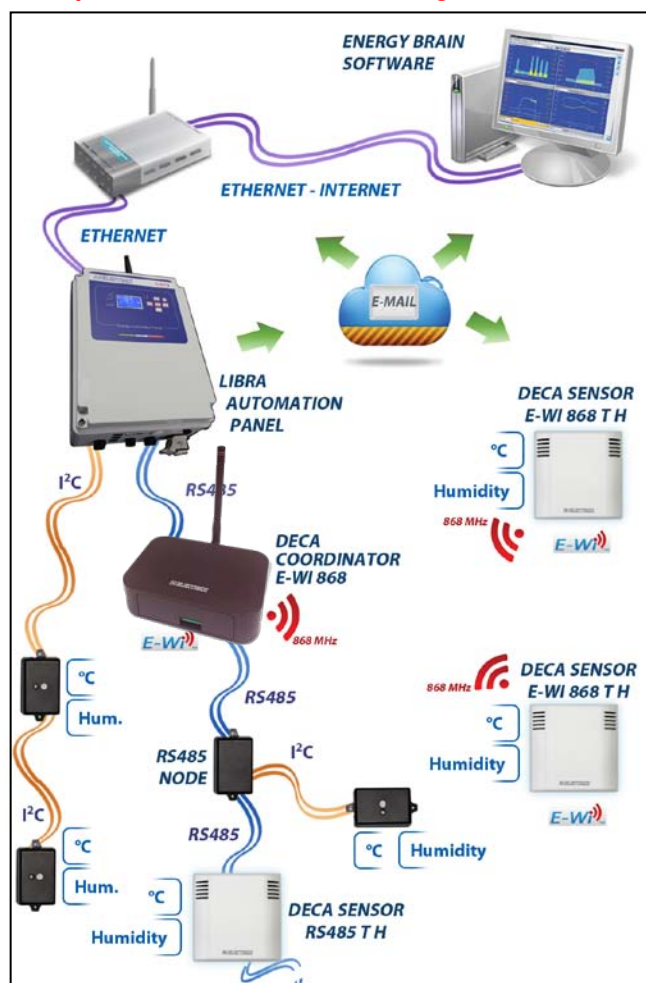 ENERGY BRAIN
SOFTWARE
ETHERNET - INTERNET
ETHERNET
E-MAIL
LIBRA
AUTOMATION
PANEL
DECA SENSOR
E-WI 868 T H
°C
Humidity
868 MHz
E-Wi
I²C
RS485
DECA
COORDINATOR
E-WI 868
868 MHz
E-Wi
RS485
DECA SENSOR
E-WI 868 T H
868 MHz
°C
Humidity
E-Wi
°C
Hum.
I²C
RS485
NODE
I²C
RS485
°C
Humidity
°C
Hum.
°C
Humidity
DECA SENSOR
RS485 T H